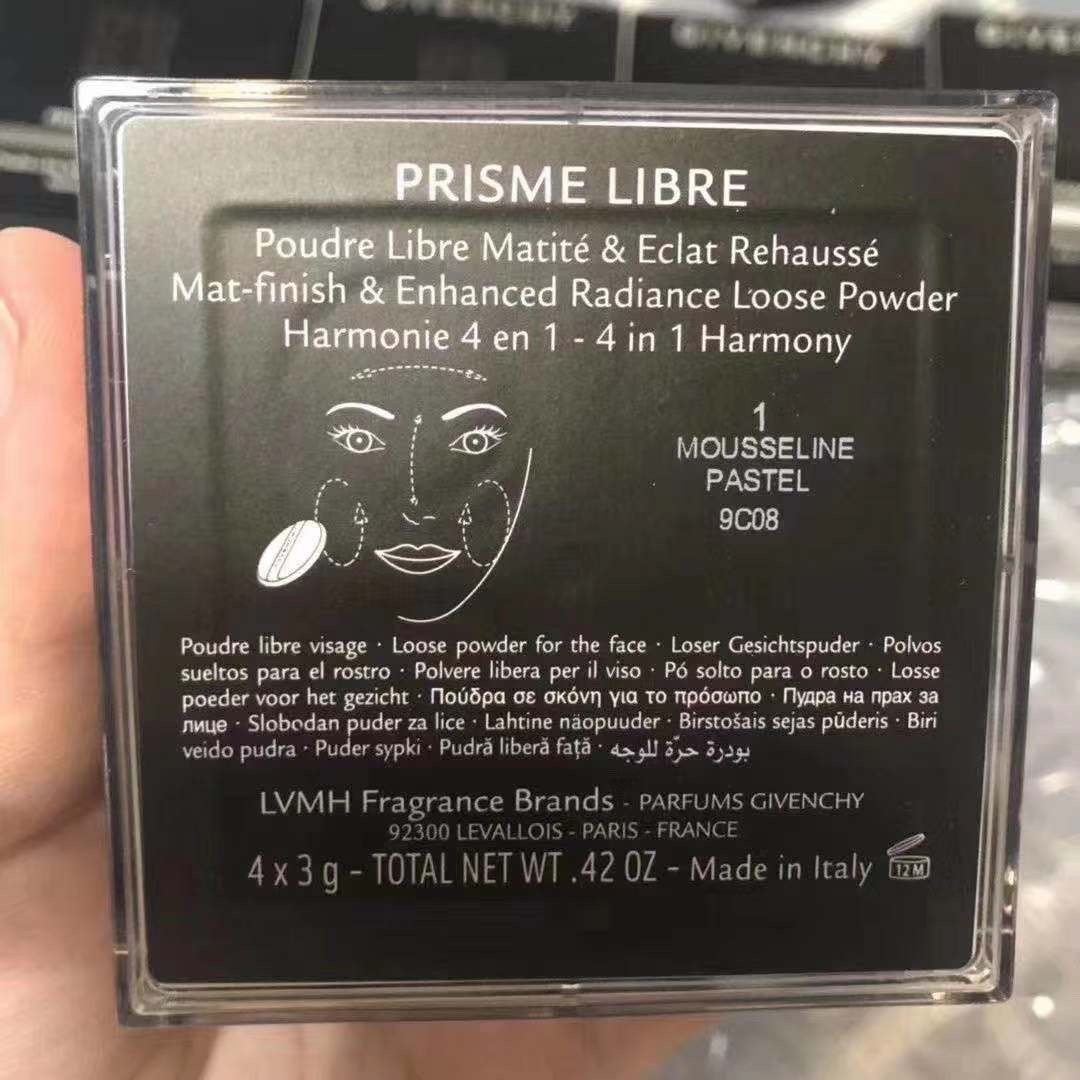 PRISME LIBRE
Poudre Libre Matité & Eclat Rehaussé
Mat-finish & Enhanced Radiance Loose Powder
Harmonie 4 en 1 - 4 in 1 Harmony
1
MOUSSELINE
PASTEL
9C08
Poudre libre visage · Loose powder for the face · Loser Gesichtspuder · Polvos
sueltos para el rostro · Polvere libera per il viso · Pó solto para o rosto · Losse
poeder voor het gezicht · Πούδρα σε σκόνη για το πρόσωπο · Пудра на прах за
лице · Slobodan puder za lice · Lahtine näopuuder · Birstošais sejas pūderis · Biri
veido pudra · Puder sypki · Pudră liberă față · بودرة حرّة للوجه
LVMH Fragrance Brands - PARFUMS GIVENCHY
92300 LEVALLOIS - PARIS - FRANCE
4 x 3 g - TOTAL NET WT .42 OZ - Made in Italy
12 M